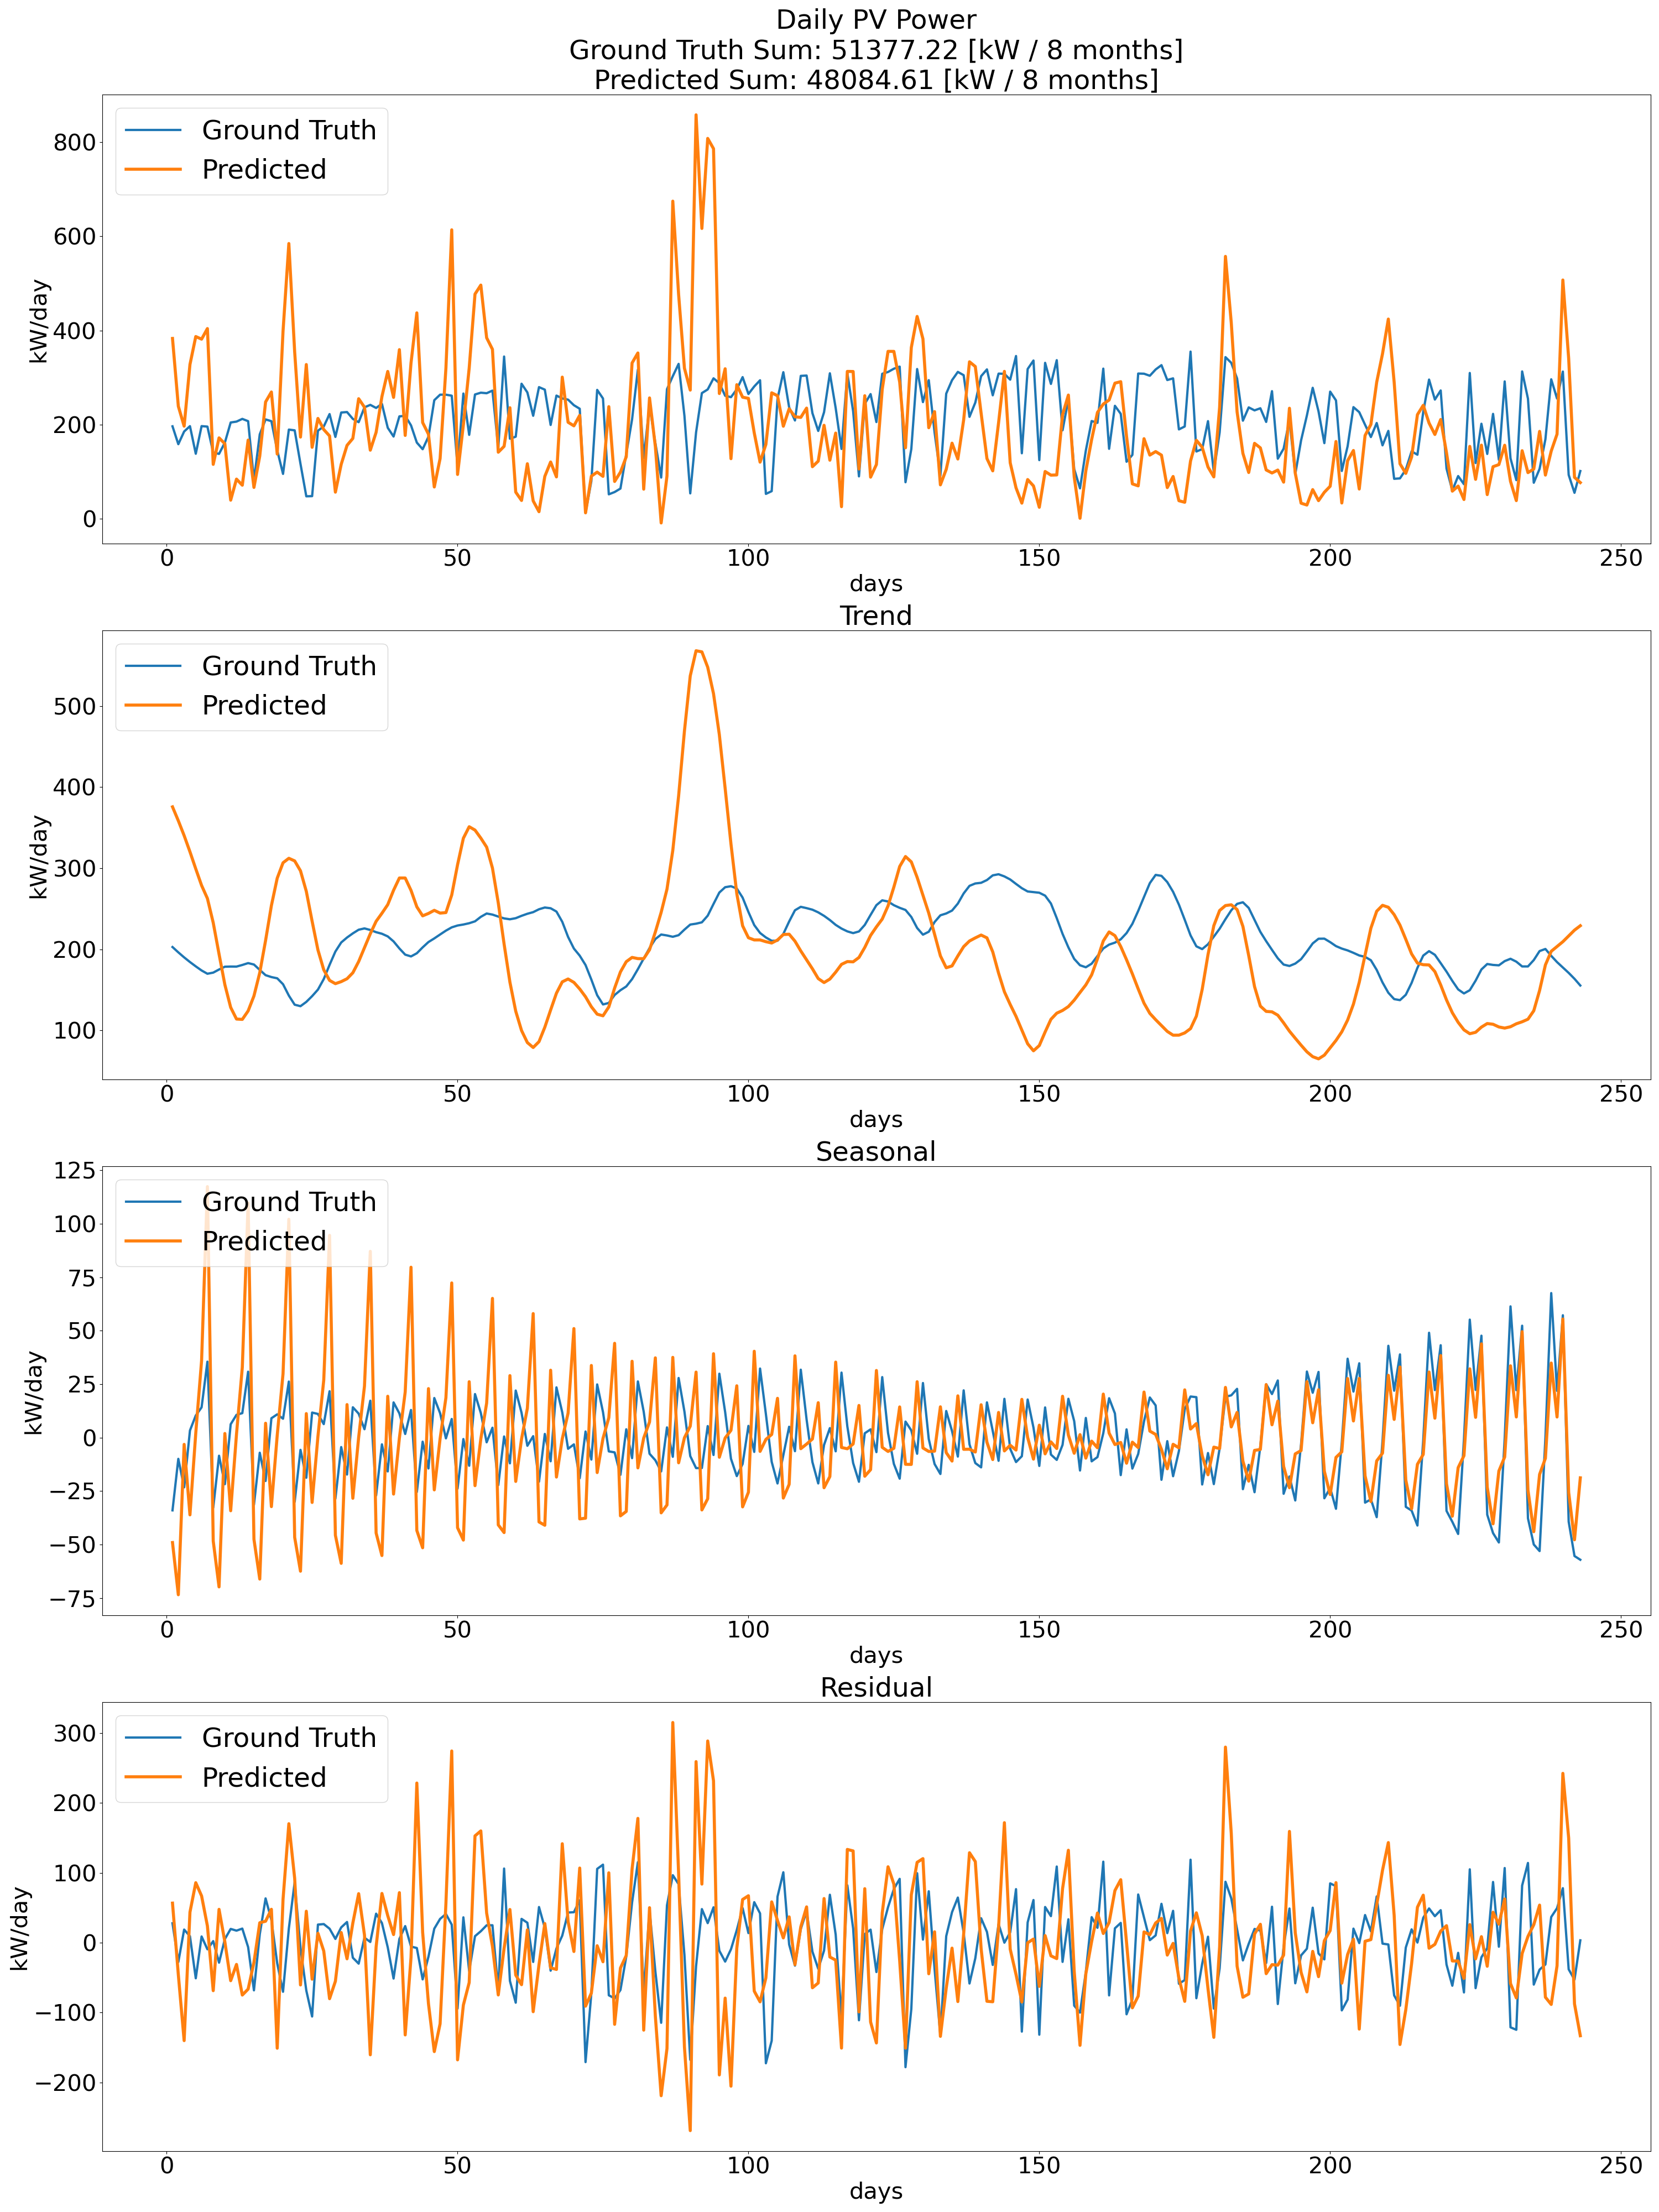 Daily PV Power
Ground Truth Sum: 51377.22 [kW / 8 months]
Predicted Sum: 48084.61 [kW / 8 months]
Ground Truth
Predicted
800
600
400
200
0
kW/day
0 50 100 150 200 250
days
Trend
Ground Truth
Predicted
500
400
300
200
100
kW/day
0 50 100 150 200 250
days
Seasonal
Ground Truth
Predicted
125
100
75
50
25
0
−25
−50
−75
kW/day
0 50 100 150 200 250
days
Residual
Ground Truth
Predicted
300
200
100
0
−100
−200
kW/day
0 50 100 150 200 250
days